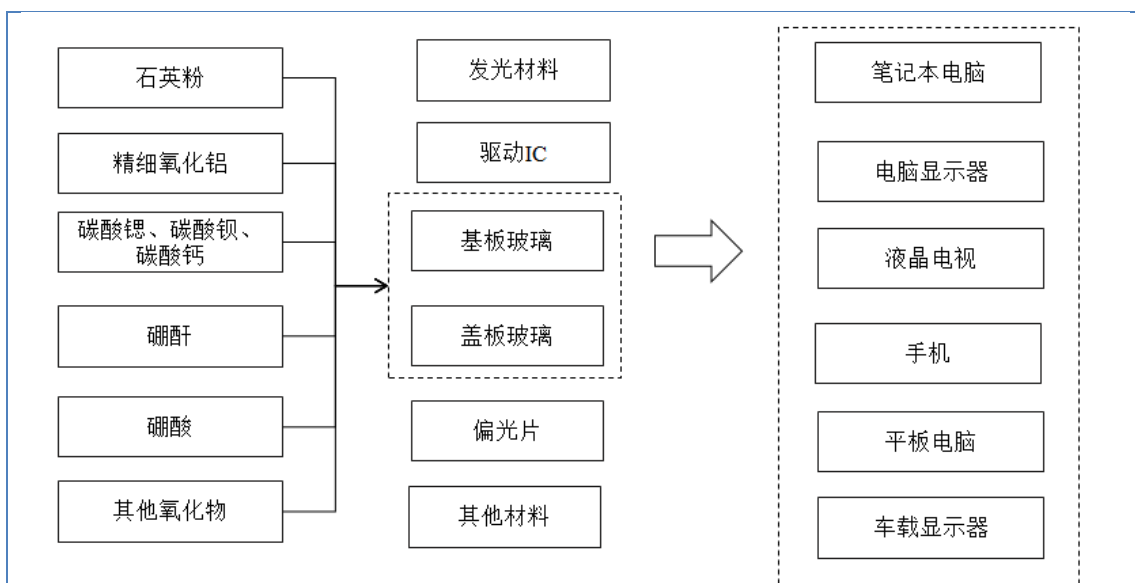 石英粉
精细氧化铝
碳酸锶、碳酸钡、
碳酸钙
硼酐
硼酸
其他氧化物
发光材料
驱动IC
基板玻璃
盖板玻璃
偏光片
其他材料
笔记本电脑
电脑显示器
液晶电视
手机
平板电脑
车载显示器